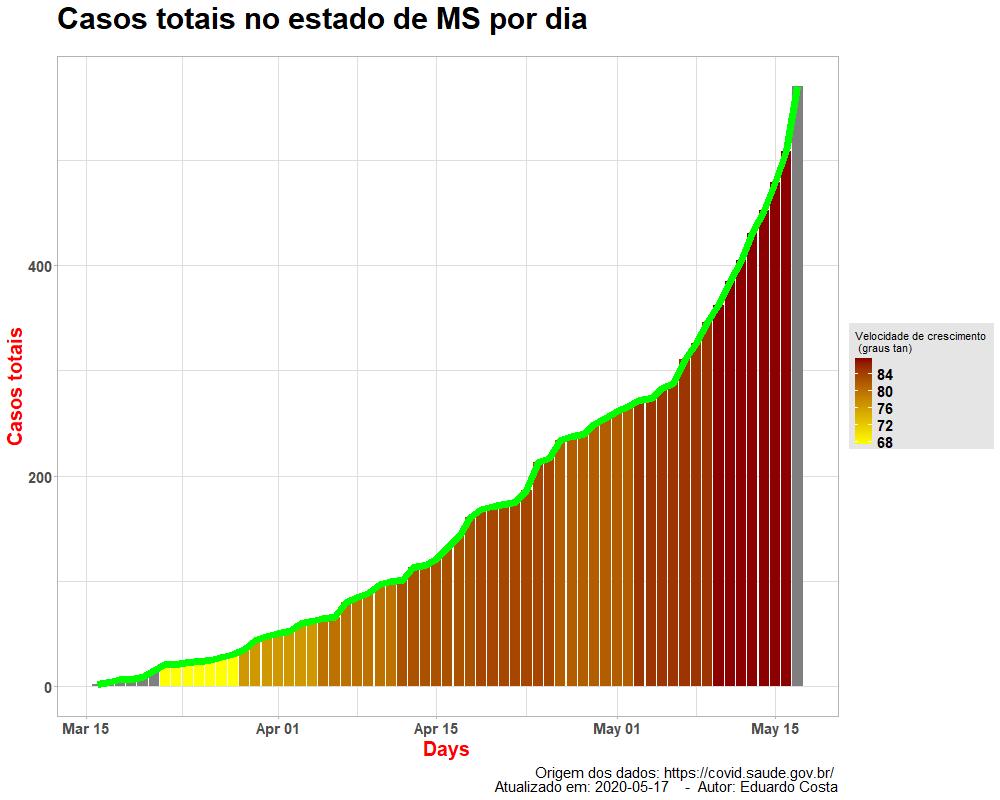 Casos totais no estado de MS por dia
Casos totais
400
200
0
Mar 15
Apr 01
Apr 15
May 01
May 15
Days
Velocidade de crescimento
(graus tan)
84
80
76
72
68
Origem dos dados: https://covid.saude.gov.br/
Atualizado em: 2020-05-17 - Autor: Eduardo Costa